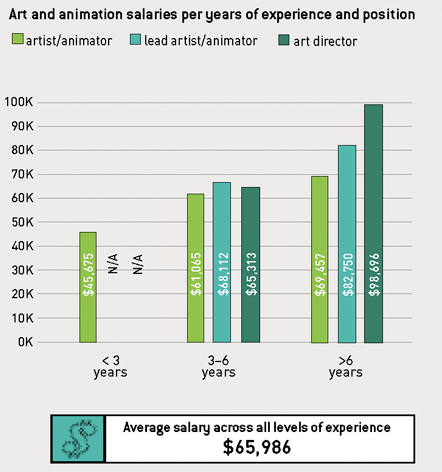 Art and animation salaries per years of experience and position
artist/animator lead artist/animator art director
100K
90K
80K
70K
60K
50K
40K
30K
20K
10K
0K
$45,675 N/A N/A
$61,065 $68,112 $65,313
$69,457 $82,750 $98,696
< 3
years
3–6
years
>6
years
Average salary across all levels of experience
$65,986